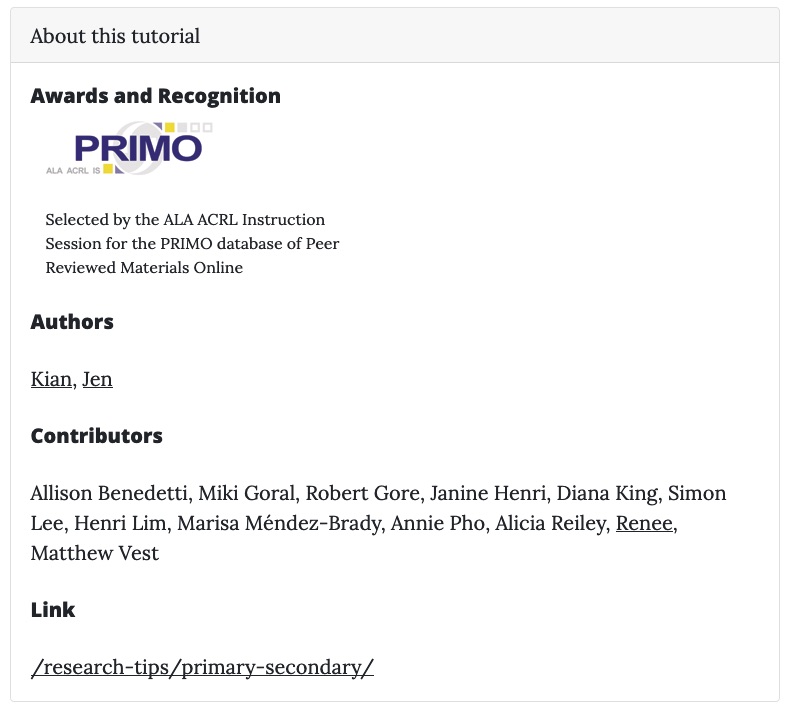 About this tutorial
Awards and Recognition
PRIMO
ALA ACRL IS
Selected by the ALA ACRL Instruction
Session for the PRIMO database of Peer
Reviewed Materials Online
Authors
Kian, Jen
Contributors
Allison Benedetti, Miki Goral, Robert Gore, Janine Henri, Diana King, Simon
Lee, Henri Lim, Marisa Méndez-Brady, Annie Pho, Alicia Reiley, Renee,
Matthew Vest
Link
/research-tips/primary-secondary/